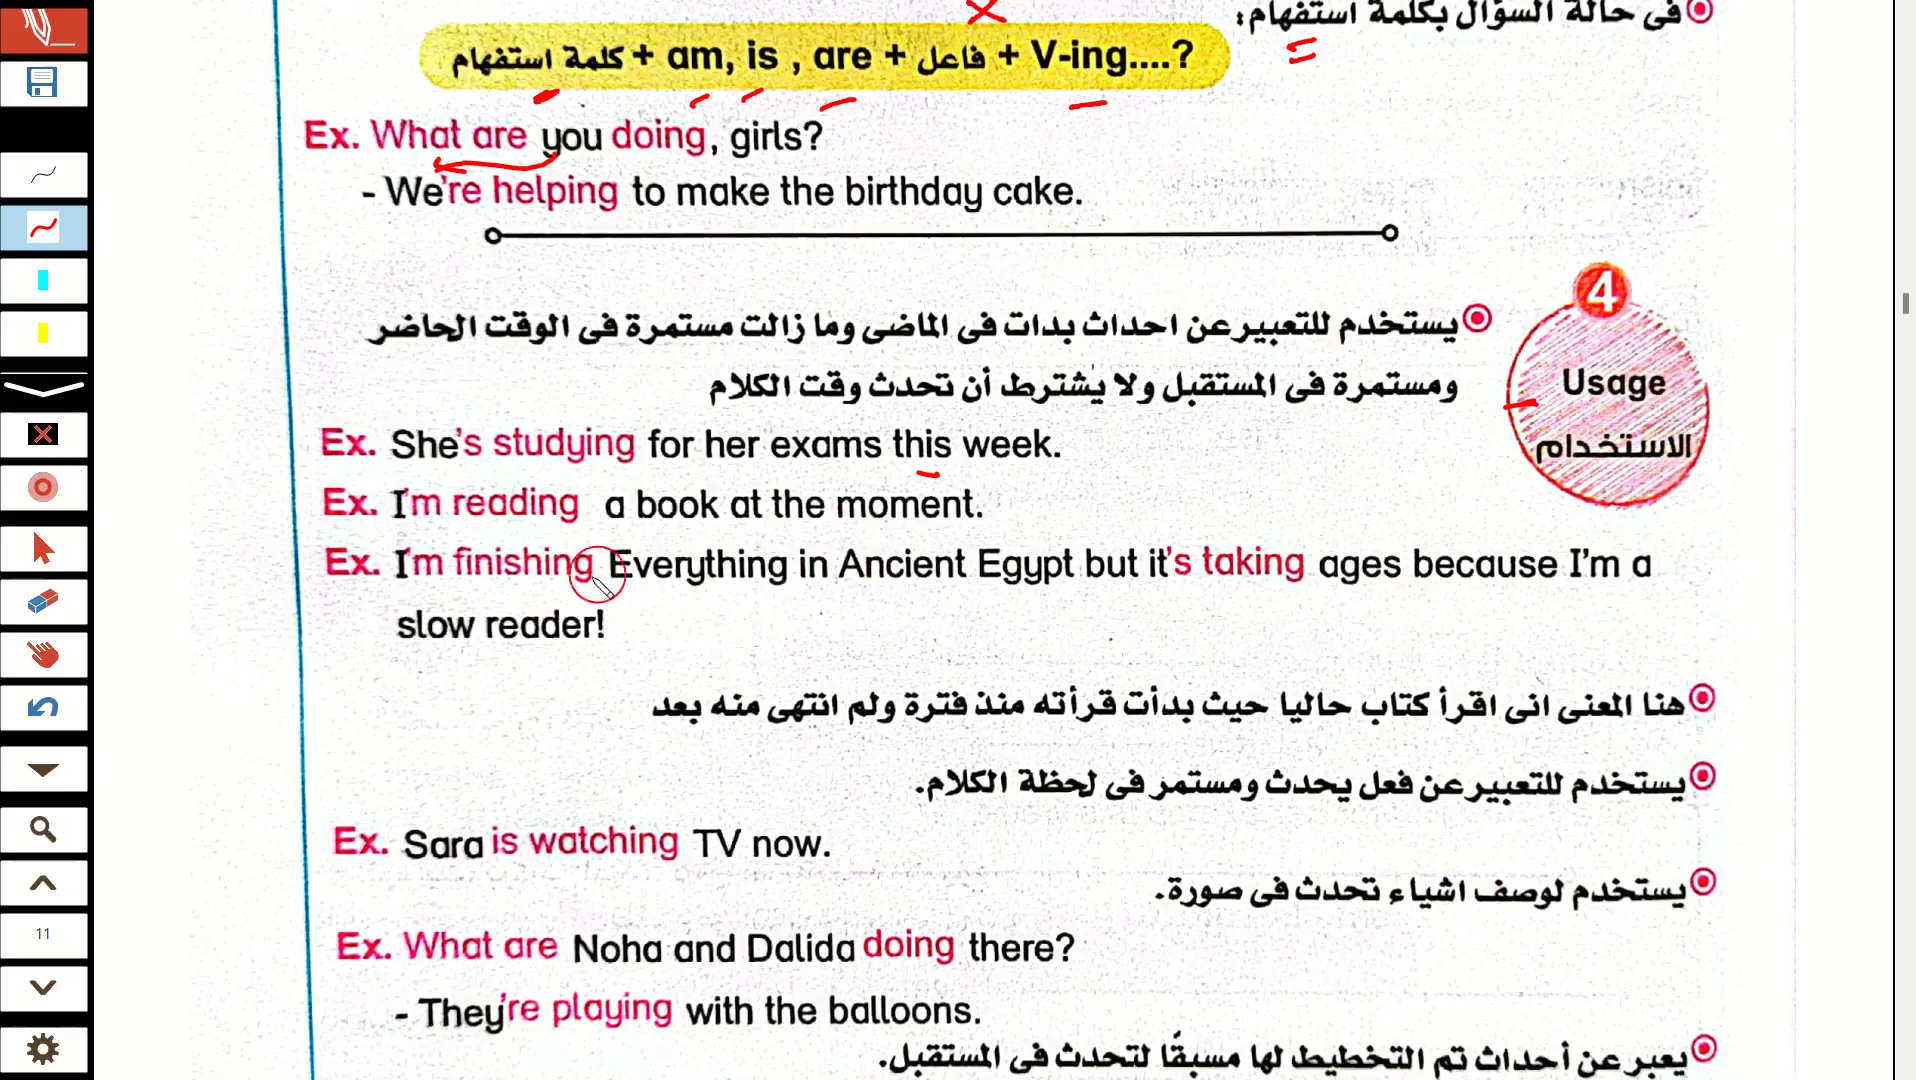 فى حالة السؤال بكلمة استفهام:
كلمة استفهام + am, is , are + فاعل + V-ing....?
Ex. What are you doing, girls?
- We're helping to make the birthday cake.
4
يستخدم للتعبير عن احداث بدات فى الماضى وما زالت مستمرة فى الوقت الحاضر
Usage
ومستمرة فى المستقبل ولا يشترط أن تحدث وقت الكلام
الاستخدام
Ex. She's studying for her exams this week.
Ex. I'm reading a book at the moment.
Ex. I'm finishing Everything in Ancient Egypt but it's taking ages because I'm a
slow reader!
هنا المعنى انى اقرأ كتاب حاليا حيث بدأت قرأته منذ فترة ولم انتهى منه بعد
يستخدم للتعبير عن فعل يحدث ومستمر فى لحظة الكلام.
Ex. Sara is watching TV now.
يستخدم لوصف اشياء تحدث فى صورة.
Ex. What are Noha and Dalida doing there?
- They're playing with the balloons.
يعبر عن أحداث تم التخطيط لها مسبقًا لتحدث فى المستقبل.
11